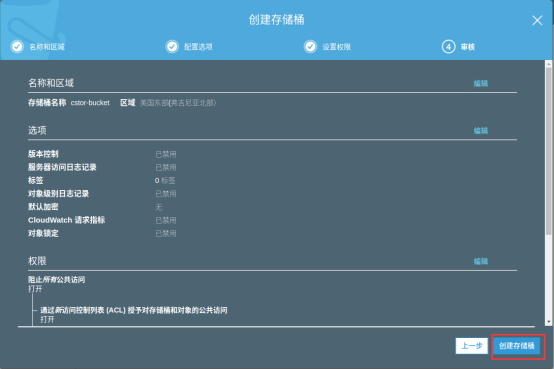 创建存储桶
名称和区域
配置选项
设置权限
4 审核
名称和区域 编辑
存储桶名称 cstor-bucket 区域 美国东部(弗吉尼亚北部)
选项 编辑
版本控制 已禁用
服务器访问日志记录 已禁用
标签 0 标签
对象级别日志记录 已禁用
默认加密 无
CloudWatch 请求指标 已禁用
对象锁定 已禁用
权限 编辑
阻止所有公共访问
打开
通过新访问控制列表 (ACL) 授予对存储桶和对象的公共访问
打开
上一步 创建存储桶